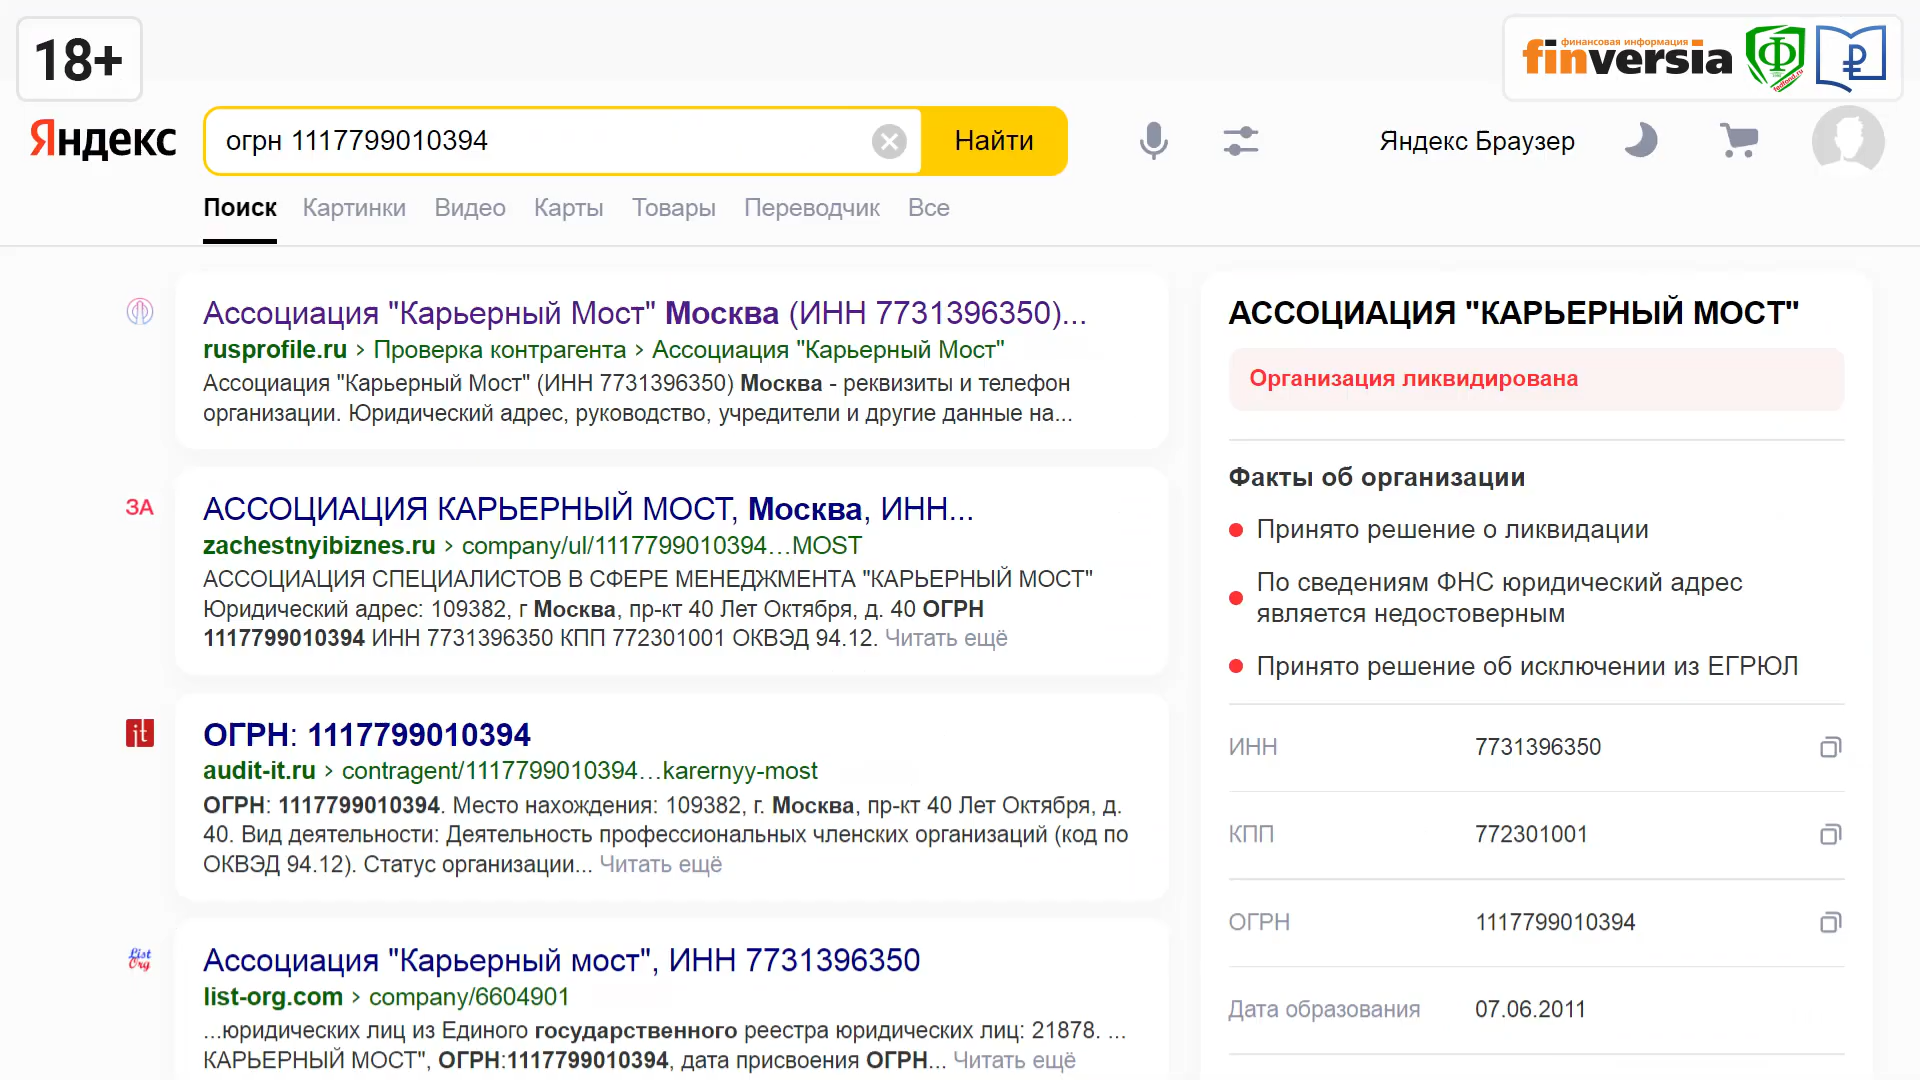 18+
финансовая информация
finversia
Ф
fedfond.ru
Яндекс
огрн 1117799010394
Найти
Яндекс Браузер
Поиск
Картинки
Видео
Карты
Товары
Переводчик
Все
Ассоциация "Карьерный Мост" Москва (ИНН 7731396350)...
rusprofile.ru › Проверка контрагента › Ассоциация "Карьерный Мост"
Ассоциация "Карьерный Мост" (ИНН 7731396350) Москва - реквизиты и телефон
организации. Юридический адрес, руководство, учредители и другие данные на...
ЗА
АССОЦИАЦИЯ КАРЬЕРНЫЙ МОСТ, Москва, ИНН...
zachestnyibiznes.ru › company/ul/1117799010394…MOST
АССОЦИАЦИЯ СПЕЦИАЛИСТОВ В СФЕРЕ МЕНЕДЖМЕНТА "КАРЬЕРНЫЙ МОСТ"
Юридический адрес: 109382, г Москва, пр-кт 40 Лет Октября, д. 40 ОГРН
1117799010394 ИНН 7731396350 КПП 772301001 ОКВЭД 94.12. Читать ещё
it
ОГРН: 1117799010394
audit-it.ru › contragent/1117799010394…karernyy-most
ОГРН: 1117799010394. Место нахождения: 109382, г. Москва, пр-кт 40 Лет Октября, д.
40. Вид деятельности: Деятельность профессиональных членских организаций (код по
ОКВЭД 94.12). Статус организации... Читать ещё
List
Org
Ассоциация "Карьерный мост", ИНН 7731396350
list-org.com › company/6604901
...юридических лиц из Единого государственного реестра юридических лиц: 21878. ...
КАРЬЕРНЫЙ МОСТ", ОГРН:1117799010394, дата присвоения ОГРН... Читать ещё
АССОЦИАЦИЯ "КАРЬЕРНЫЙ МОСТ"
Организация ликвидирована
Факты об организации
Принято решение о ликвидации
По сведениям ФНС юридический адрес
является недостоверным
Принято решение об исключении из ЕГРЮЛ
ИНН 7731396350
КПП 772301001
ОГРН 1117799010394
Дата образования 07.06.2011